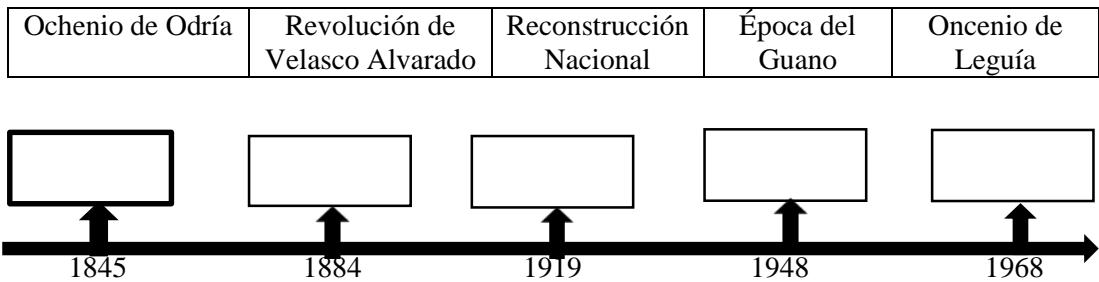 Ochenio de Odría Revolución de Reconstrucción Época del Oncenio de
Velasco Alvarado Nacional Guano Leguía
1845 1884 1919 1948 1968